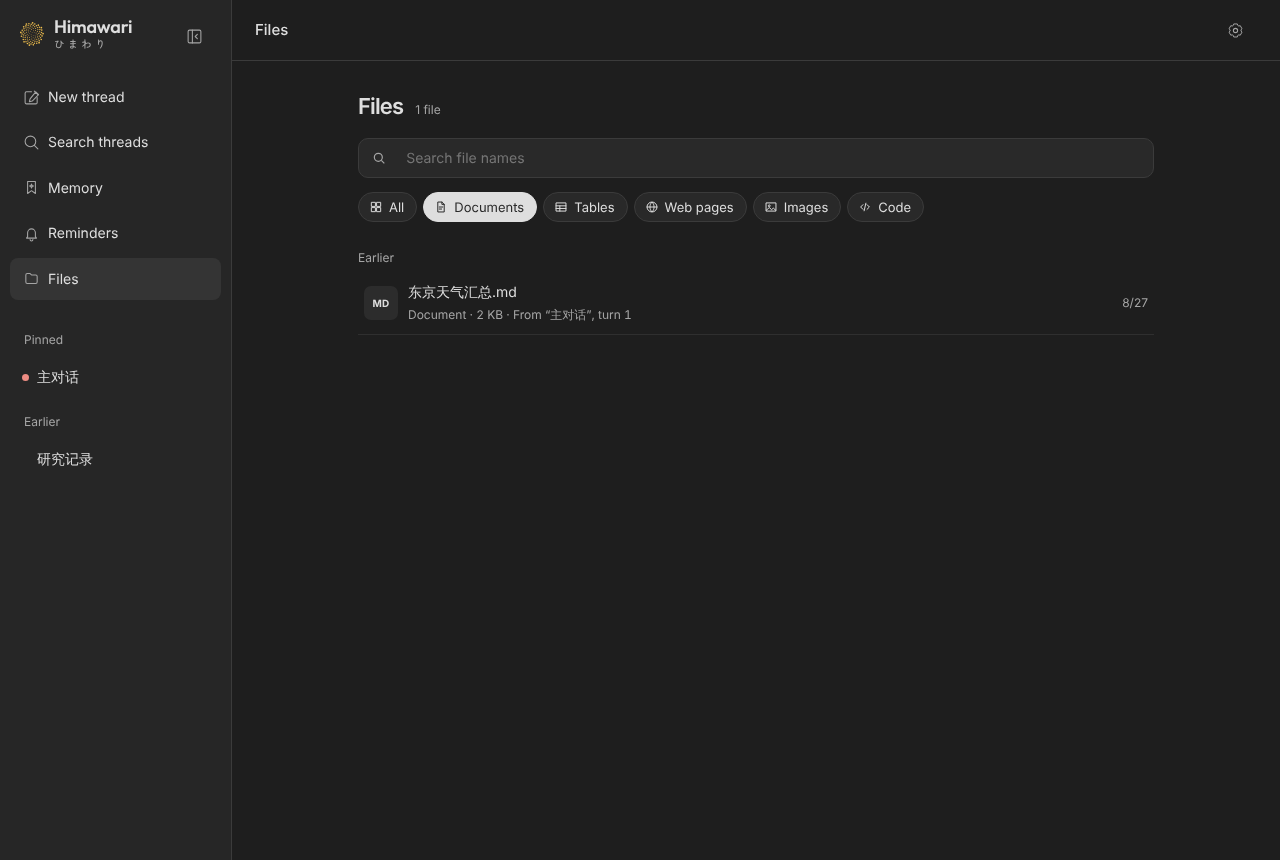 Himawari
ひまわり
New thread
Search threads
Memory
Reminders
Files
Pinned
主对话
Earlier
研究记录
Files
Files 1 file
Search file names
All Documents Tables Web pages Images Code
Earlier
MD
东京天气汇总.md
Document · 2 KB · From “主对话”, turn 1
8/27